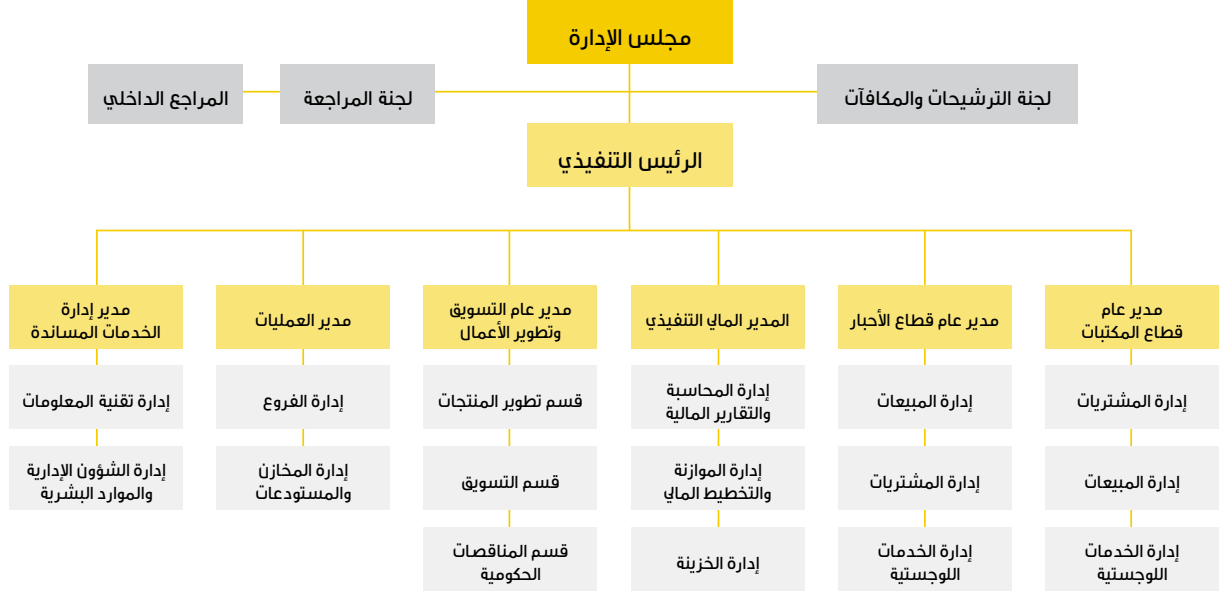 مجلس الإدارة
لجنة الترشيحات والمكافآت
لجنة المراجعة
المراجع الداخلي
الرئيس التنفيذي
مدير عام
قطاع المكتبات
مدير عام قطاع الأخبار
المدير المالي التنفيذي
مدير عام التسويق
وتطوير الأعمال
مدير العمليات
مدير إدارة
الخدمات المساندة
إدارة المشتريات
إدارة المبيعات
إدارة المحاسبة
والتقارير المالية
قسم تطوير المنتجات
إدارة الفروع
إدارة تقنية المعلومات
إدارة المبيعات
إدارة المشتريات
إدارة الموازنة
والتخطيط المالي
قسم التسويق
إدارة المخازن
والمستودعات
إدارة الشؤون الإدارية
والموارد البشرية
إدارة الخدمات
اللوجستية
إدارة الخدمات
اللوجستية
إدارة الخزينة
قسم المناقصات
الحكومية